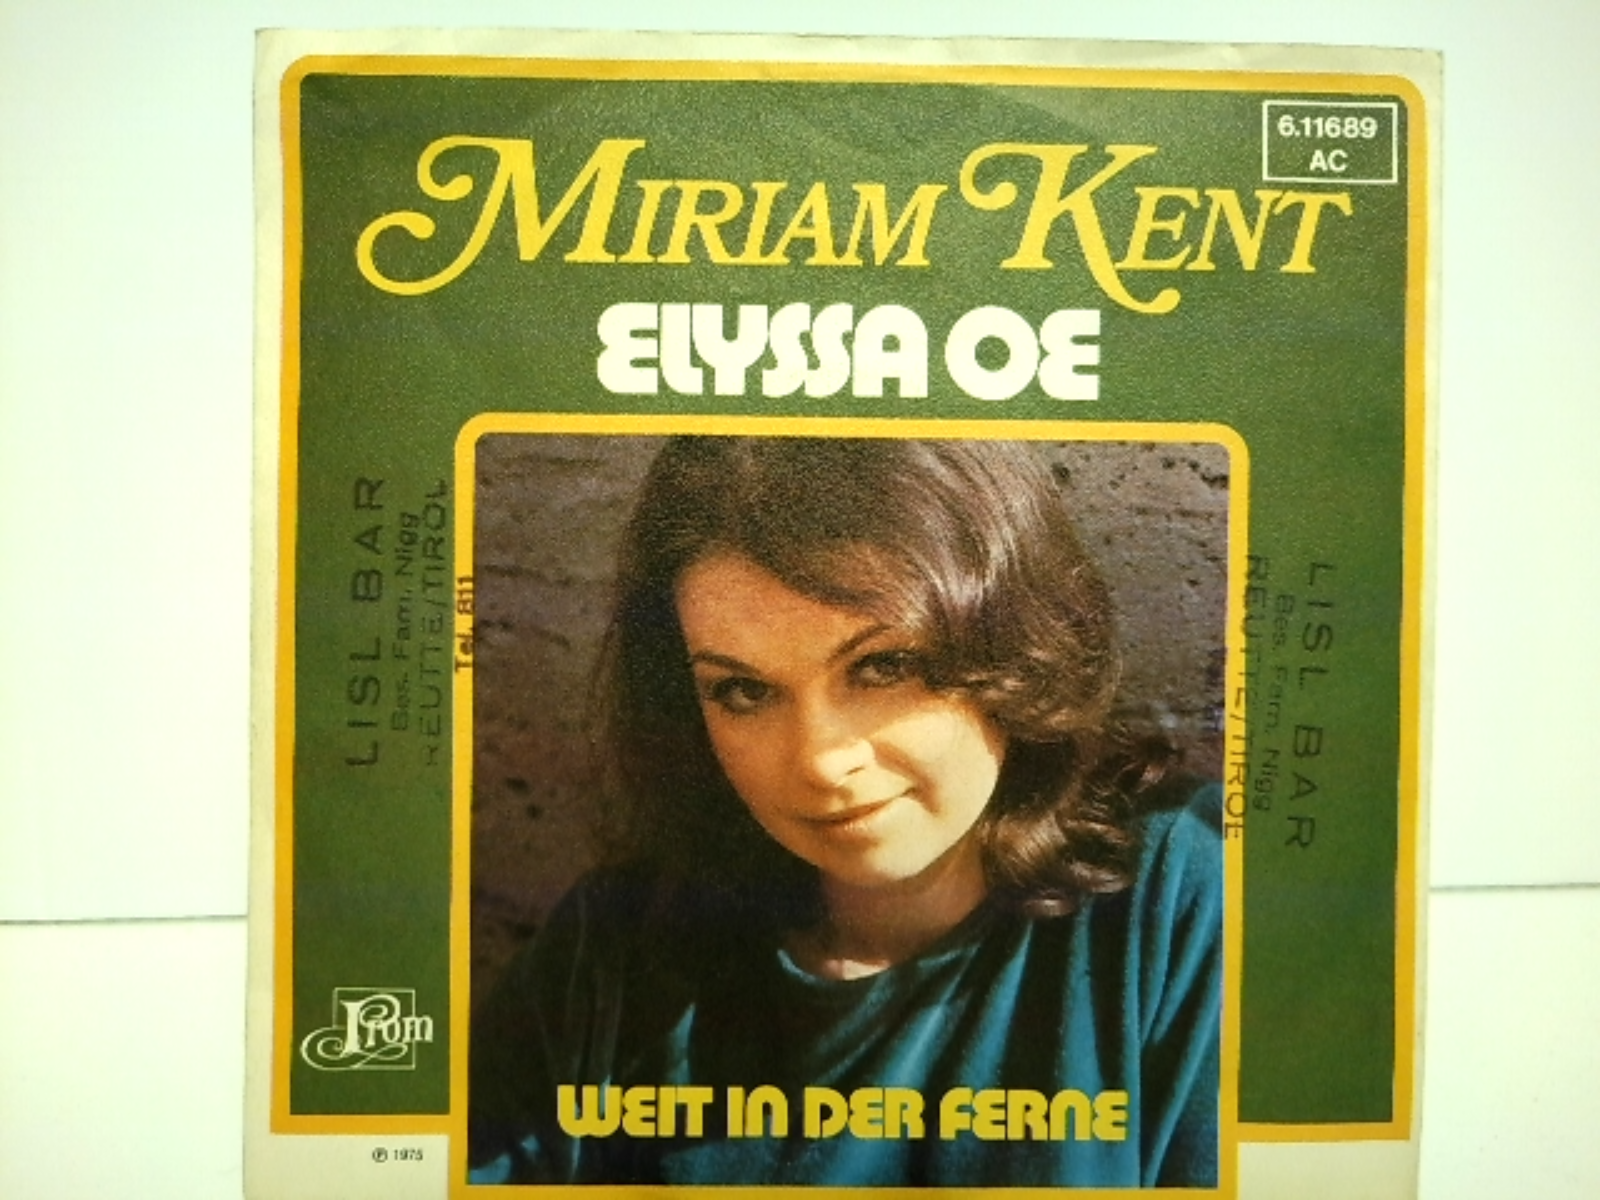 6.11689
AC
MIRIAM KENT
ELYSSA OE
LISL BAR
Bes. Fam. Nigg
REUTTE/TIROL
Tel. 811
LISL BAR
Bes. Fam. Nigg
REUTTE/TIROL
Prom
WEIT IN DER FERNE
℗ 1975